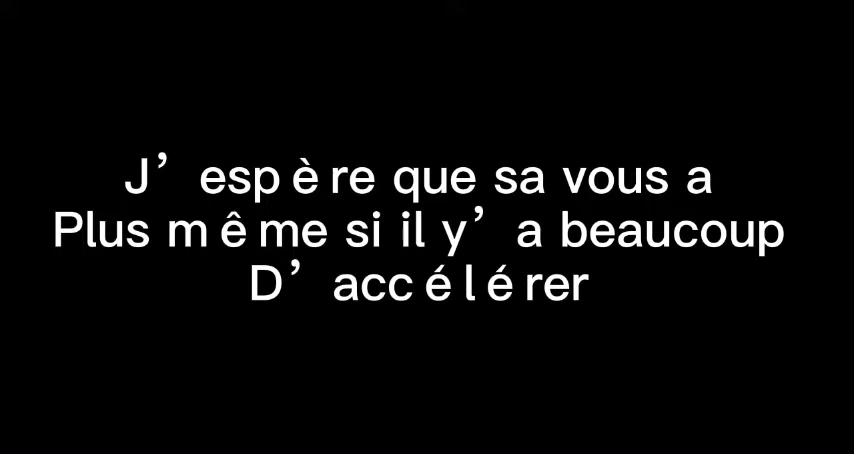 J’espère que sa vous a
Plus même si il y’a beaucoup
D’accélérer